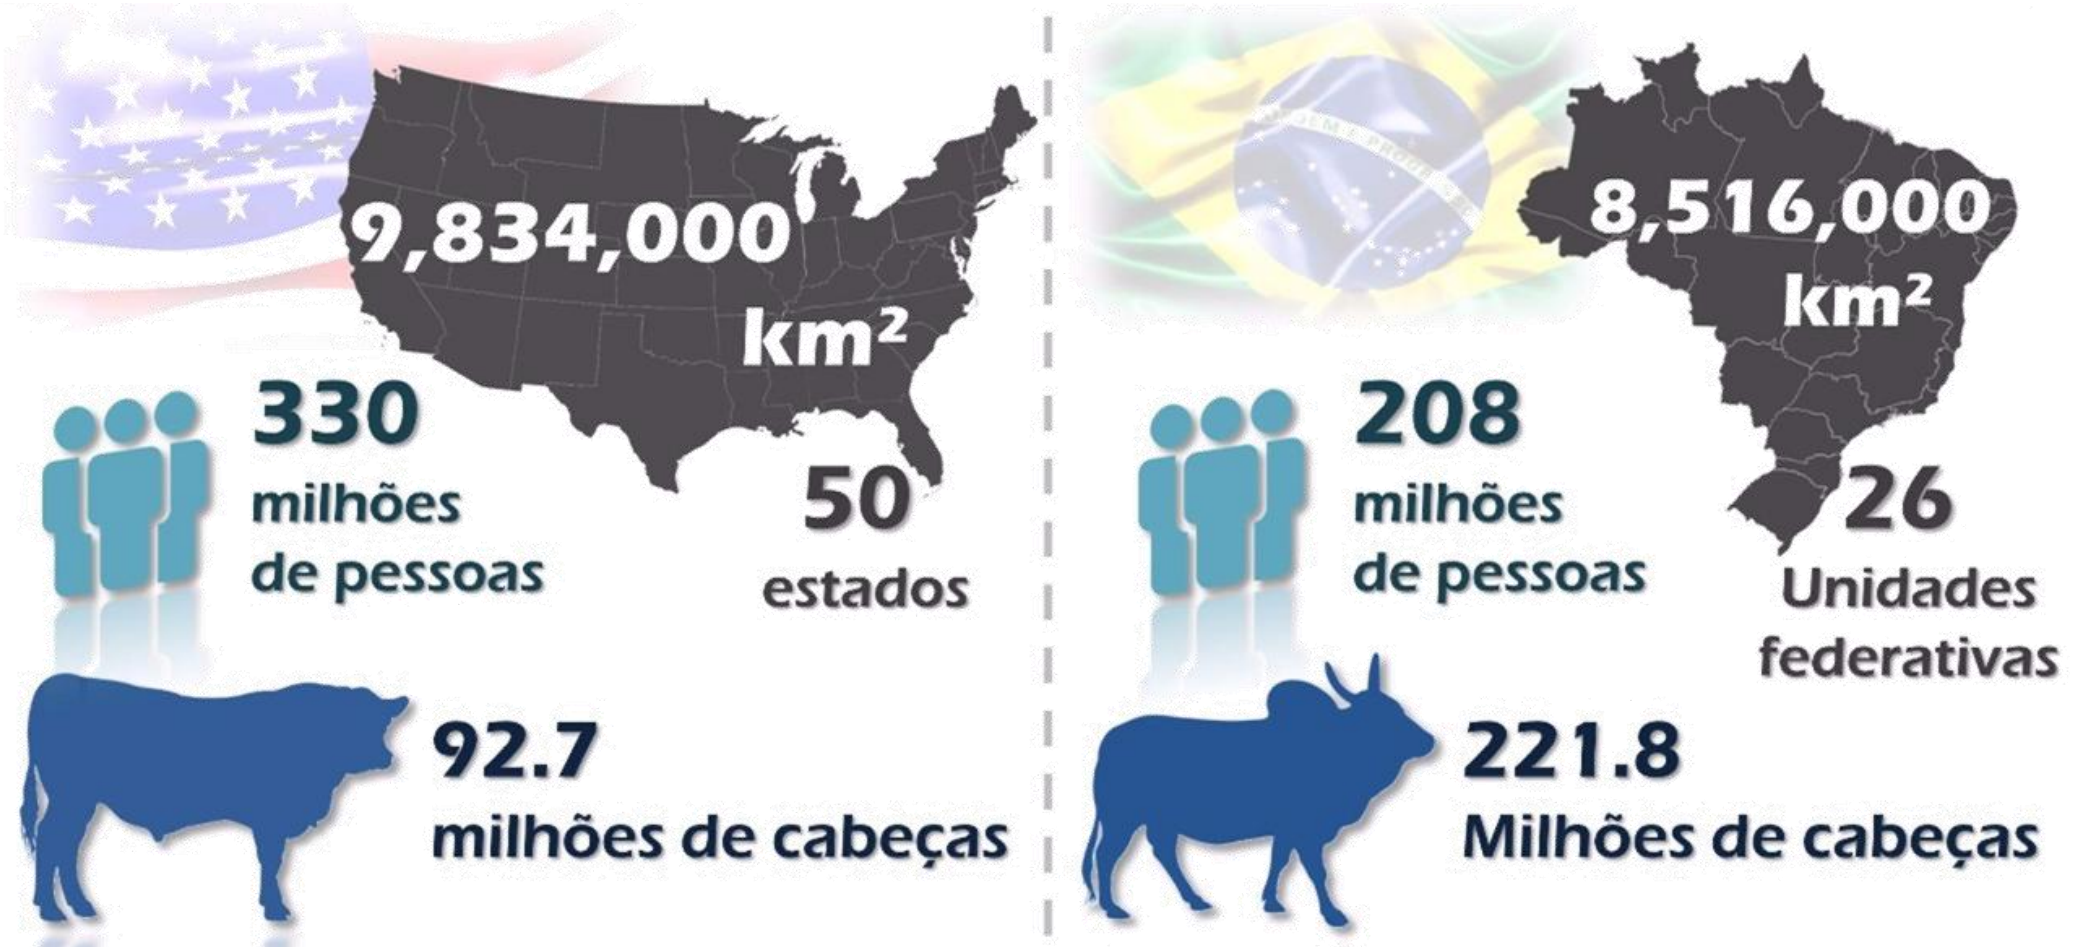 9,834,000
km²
330
milhões
de pessoas
50
estados
92.7
milhões de cabeças
8,516,000
km²
208
milhões
de pessoas
26
Unidades
federativas
221.8
Milhões de cabeças